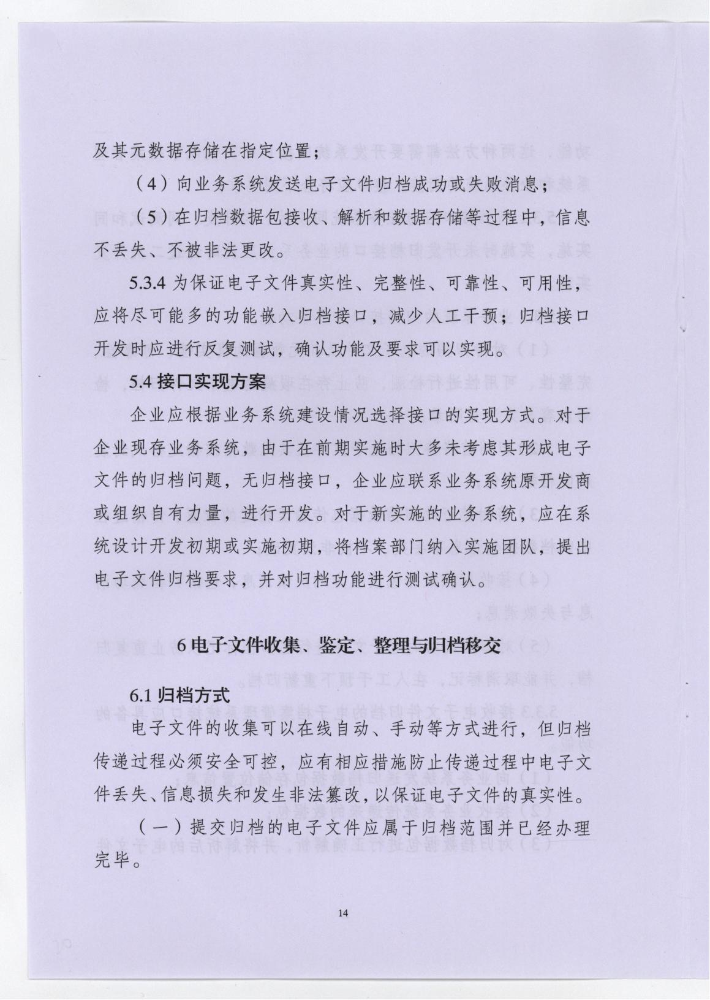 及其元数据存储在指定位置；
（4）向业务系统发送电子文件归档成功或失败消息；
（5）在归档数据包接收、解析和数据存储等过程中，信息
不丢失、不被非法更改。
5.3.4 为保证电子文件真实性、完整性、可靠性、可用性，
应将尽可能多的功能嵌入归档接口，减少人工干预；归档接口
开发时应进行反复测试，确认功能及要求可以实现。
5.4 接口实现方案
企业应根据业务系统建设情况选择接口的实现方式。对于
企业现存业务系统，由于在前期实施时大多未考虑其形成电子
文件的归档问题，无归档接口，企业应联系业务系统原开发商
或组织自有力量，进行开发。对于新实施的业务系统，应在系
统设计开发初期或实施初期，将档案部门纳入实施团队，提出
电子文件归档要求，并对归档功能进行测试确认。
6 电子文件收集、鉴定、整理与归档移交
6.1 归档方式
电子文件的收集可以在线自动、手动等方式进行，但归档
传递过程必须安全可控，应有相应措施防止传递过程中电子文
件丢失、信息损失和发生非法篡改，以保证电子文件的真实性。
（一）提交归档的电子文件应属于归档范围并已经办理
完毕。
14